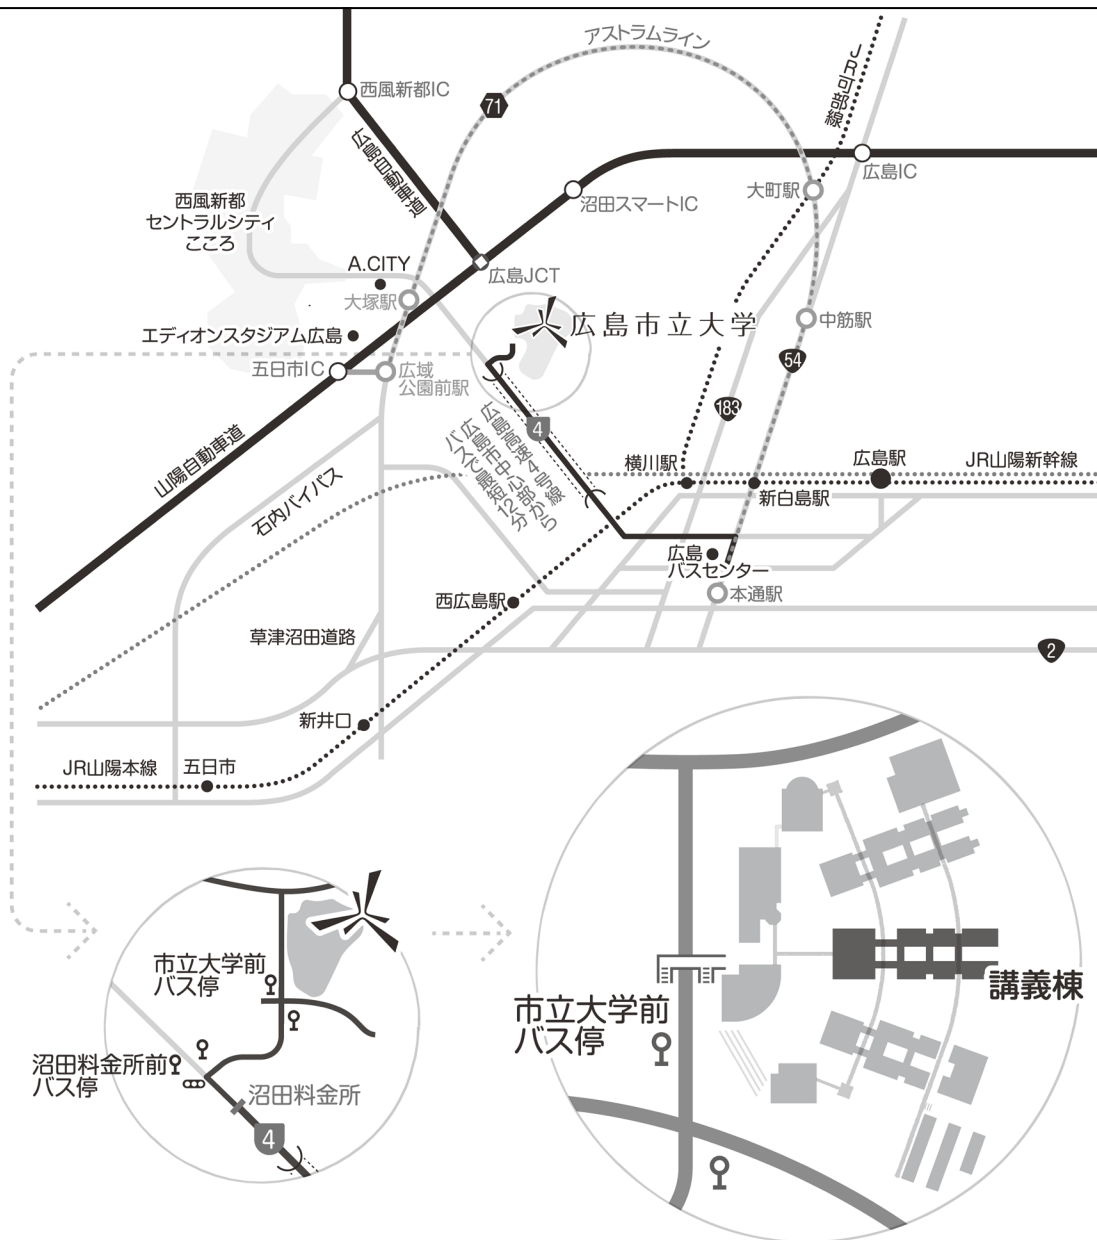 アストラムライン
JR可部線
西風新都IC
71
広島自動車道
広島IC
大町駅
沼田スマートIC
西風新都
セントラルシティ
こころ
A.CITY
広島JCT
大塚駅
広島市立大学
中筋駅
エディオンスタジアム広島
五日市IC
広域
公園前駅
54
183
4
広島高速4号線
広島市中心部から
バスで最短12分
山陽自動車道
石内バイパス
横川駅
広島駅
JR山陽新幹線
新白島駅
広島
バスセンター
本通駅
西広島駅
草津沼田道路
2
新井口
JR山陽本線
五日市
市立大学前
バス停
沼田料金所前
バス停
沼田料金所
4
市立大学前
バス停
講義棟